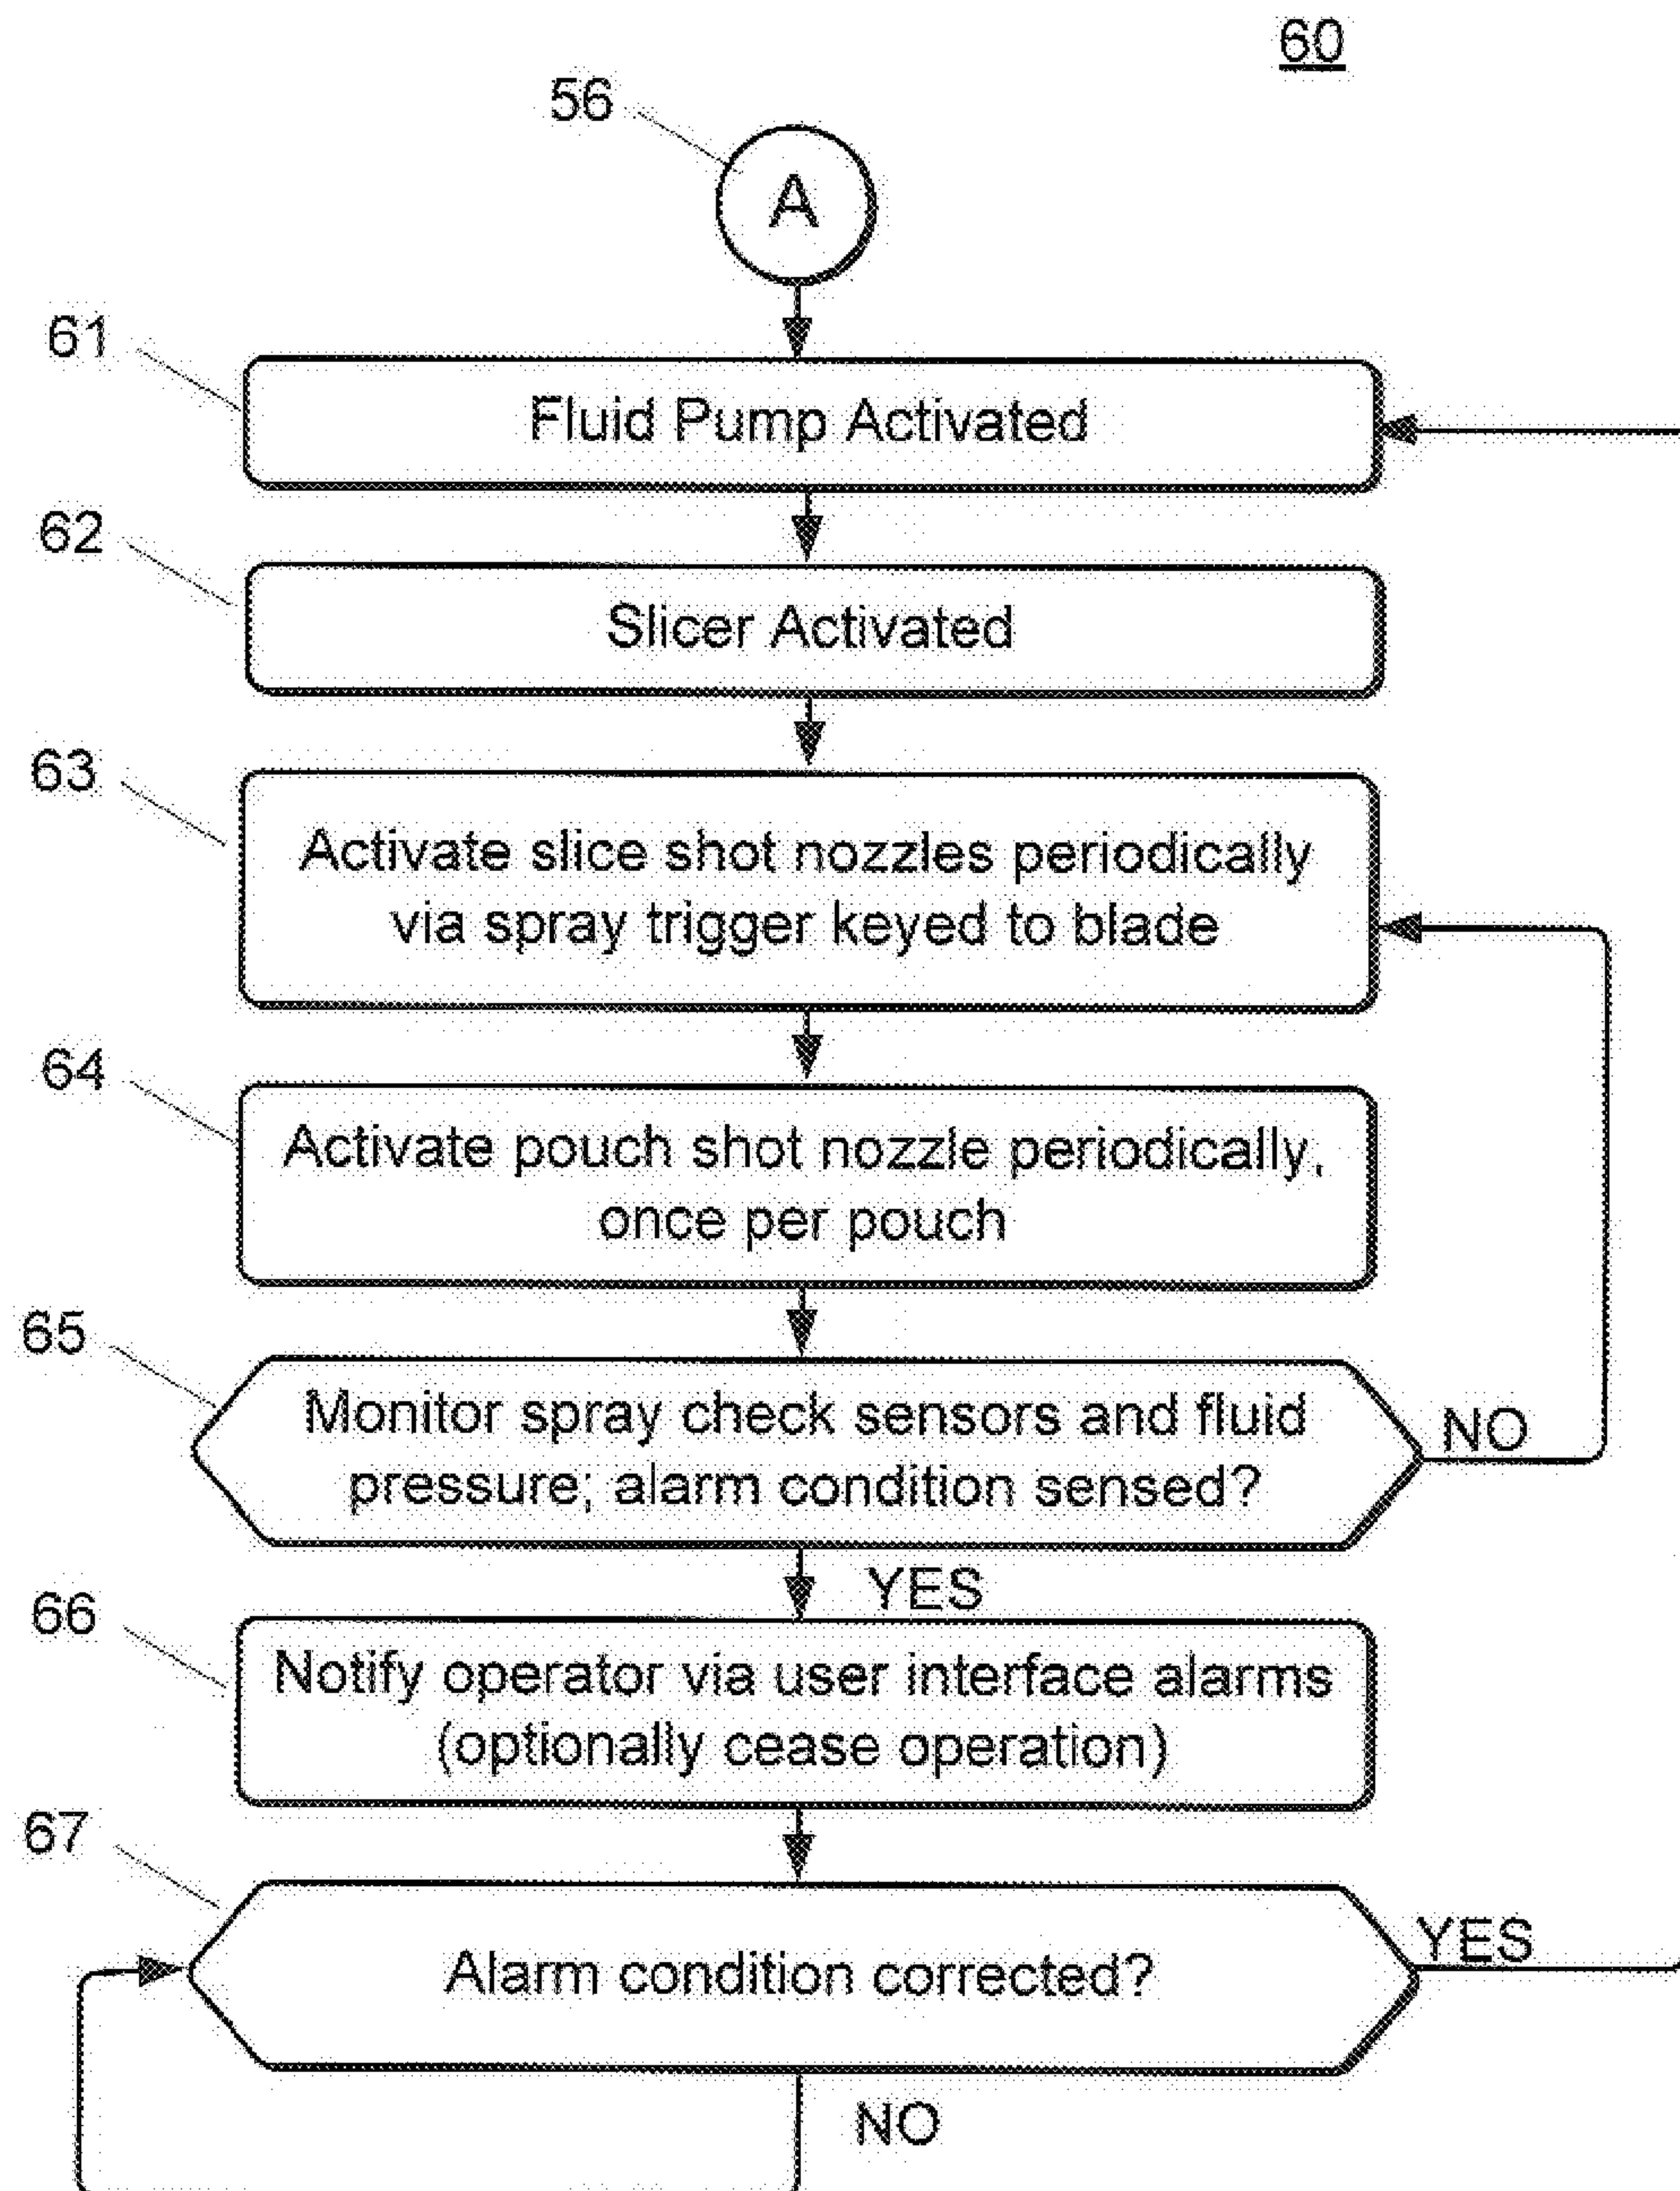 60
56
A
61
Fluid Pump Activated
62
Slicer Activated
63
Activate slice shot nozzles periodically
via spray trigger keyed to blade
64
Activate pouch shot nozzle periodically,
once per pouch
65
Monitor spray check sensors and fluid
pressure; alarm condition sensed?
NO
YES
66
Notify operator via user interface alarms
(optionally cease operation)
67
Alarm condition corrected?
YES
NO